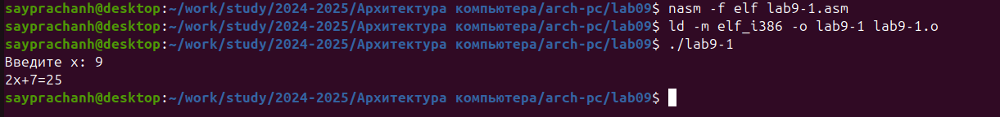 sayprachanh@desktop:~/work/study/2024-2025/Архитектура компьютера/arch-pc/lab09$ nasm -f elf lab9-1.asm
sayprachanh@desktop:~/work/study/2024-2025/Архитектура компьютера/arch-pc/lab09$ ld -m elf_i386 -o lab9-1 lab9-1.o
sayprachanh@desktop:~/work/study/2024-2025/Архитектура компьютера/arch-pc/lab09$ ./lab9-1
Введите x: 9
2x+7=25
sayprachanh@desktop:~/work/study/2024-2025/Архитектура компьютера/arch-pc/lab09$